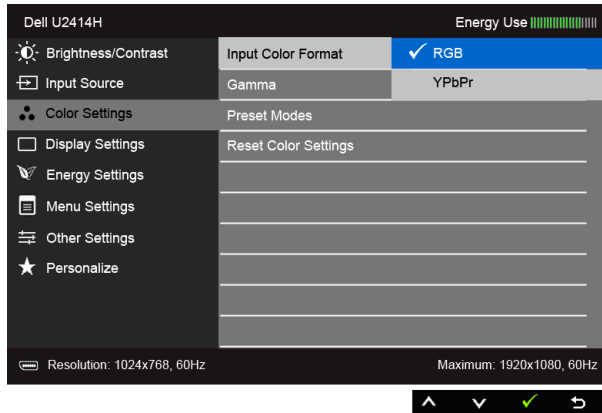 Dell U2414H Energy Use
Brightness/Contrast Input Color Format RGB
Input Source Gamma YPbPr
Color Settings Preset Modes
Display Settings Reset Color Settings
Energy Settings
Menu Settings
Other Settings
Personalize
Resolution: 1024x768, 60Hz Maximum: 1920x1080, 60Hz